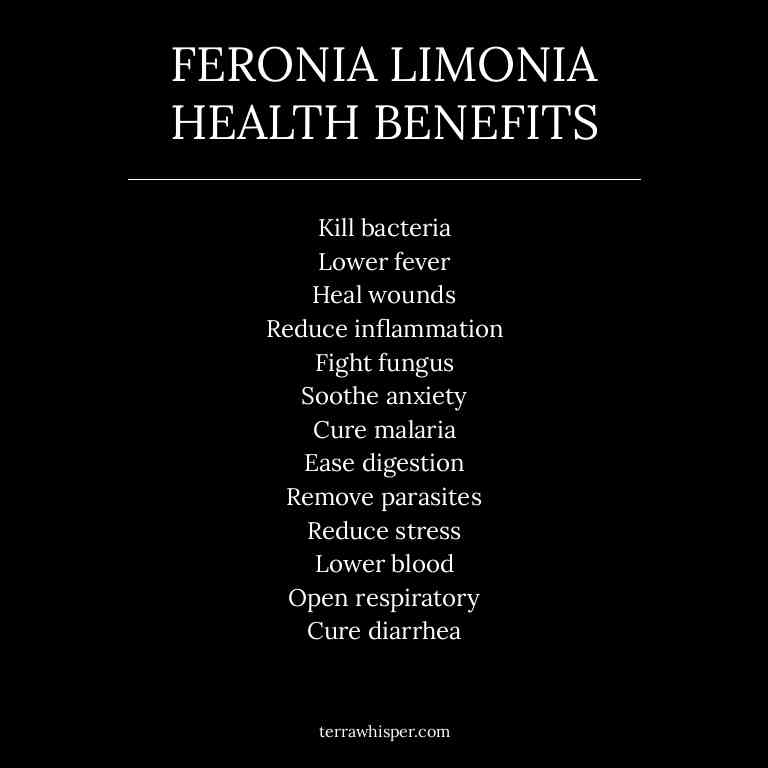 FERONIA LIMONIA
HEALTH BENEFITS
Kill bacteria
Lower fever
Heal wounds
Reduce inflammation
Fight fungus
Soothe anxiety
Cure malaria
Ease digestion
Remove parasites
Reduce stress
Lower blood
Open respiratory
Cure diarrhea
terrawhisper.com